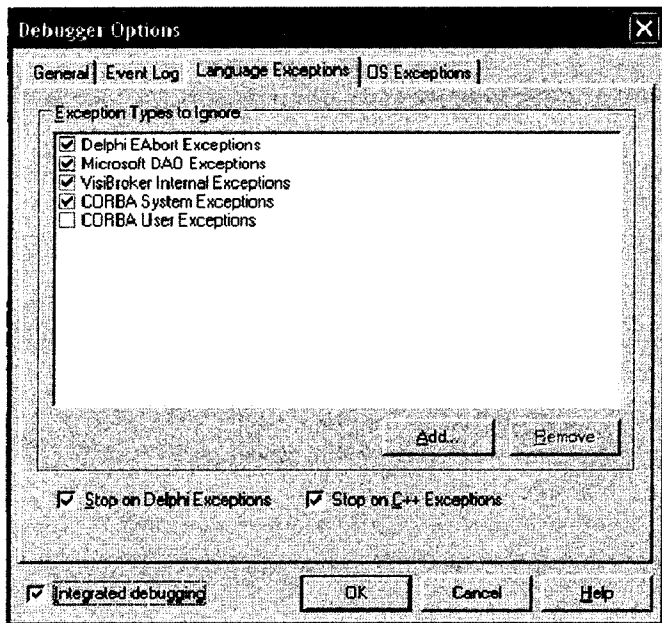 Debugger Options
General Event Log Language Exceptions OS Exceptions
Exception Types to Ignore
Delphi EAbort Exceptions
Microsoft DAO Exceptions
VisiBroker Internal Exceptions
CORBA System Exceptions
CORBA User Exceptions
Add... Remove
Stop on Delphi Exceptions Stop on C++ Exceptions
Integrated debugging OK Cancel Help